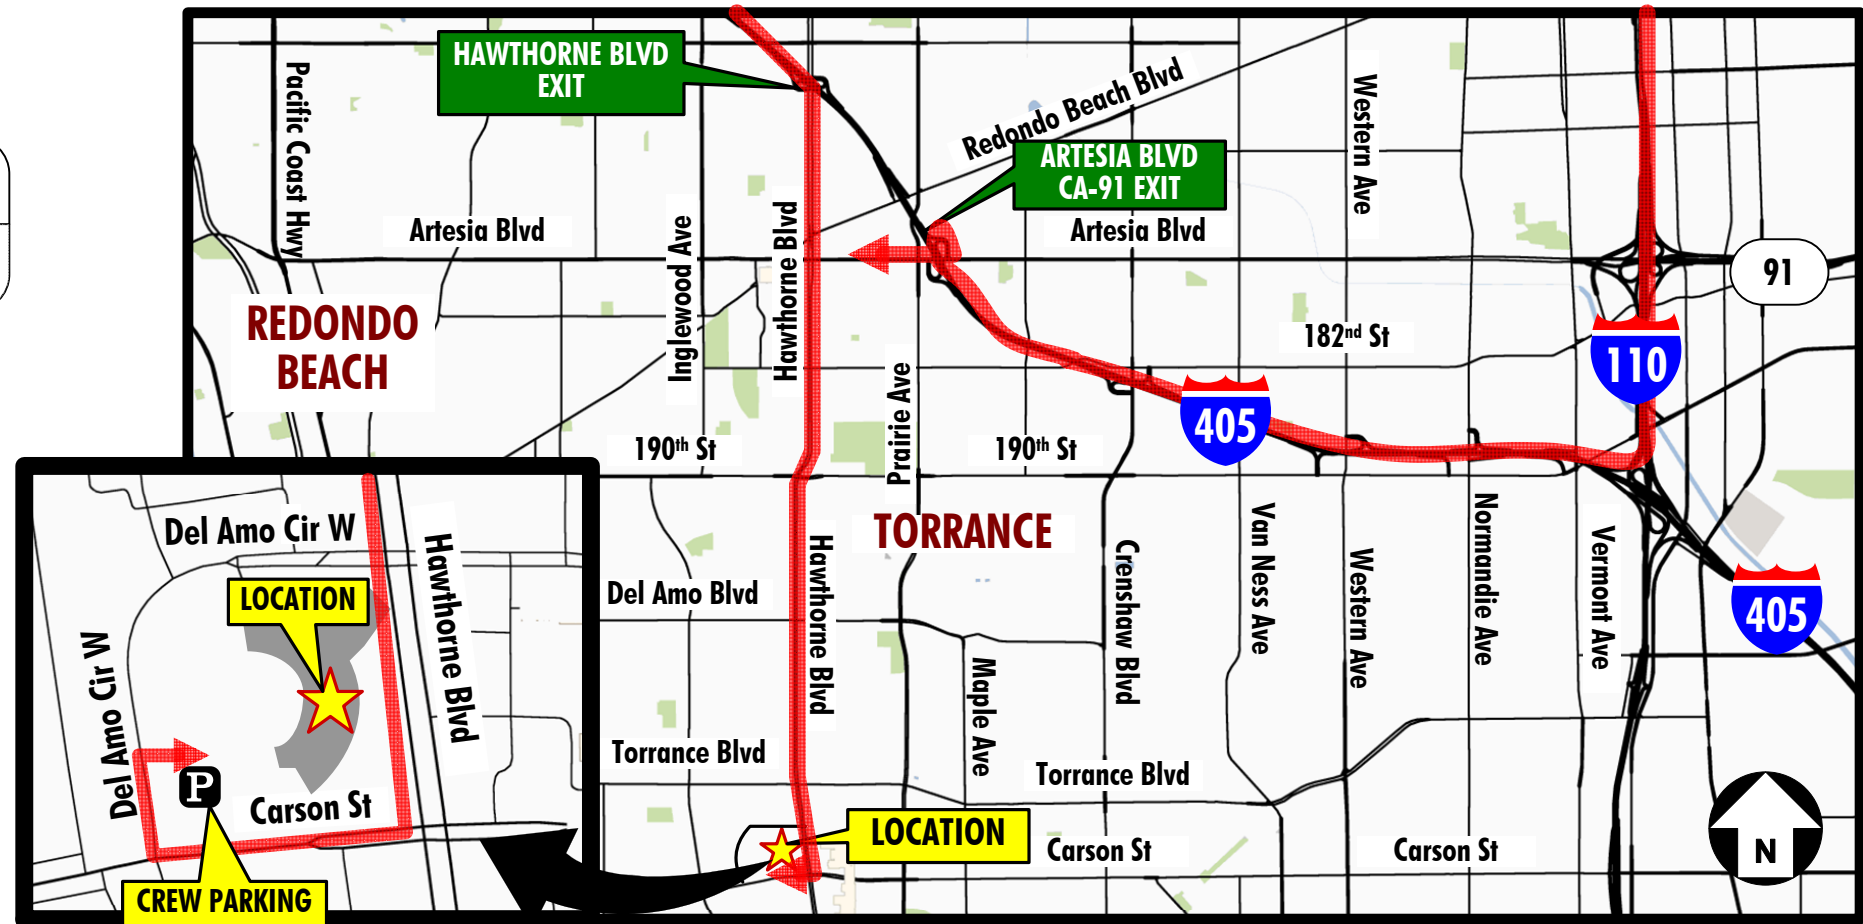 HAWTHORNE BLVD
EXIT
Pacific Coast Hwy
Redondo Beach Blvd
Western Ave
ARTESIA BLVD
CA-91 EXIT
Artesia Blvd
Inglewood Ave
Hawthorne Blvd
Artesia Blvd
91
REDONDO
BEACH
182nd St
110
Prairie Ave
405
190th St
190th St
TORRANCE
Hawthorne Blvd
Crenshaw Blvd
Van Ness Ave
Western Ave
Normandie Ave
Vermont Ave
405
Del Amo Blvd
Maple Ave
Torrance Blvd
Torrance Blvd
LOCATION
Carson St
Carson St
N
Del Amo Cir W
Hawthorne Blvd
LOCATION
Del Amo Cir W
P
Carson St
CREW PARKING